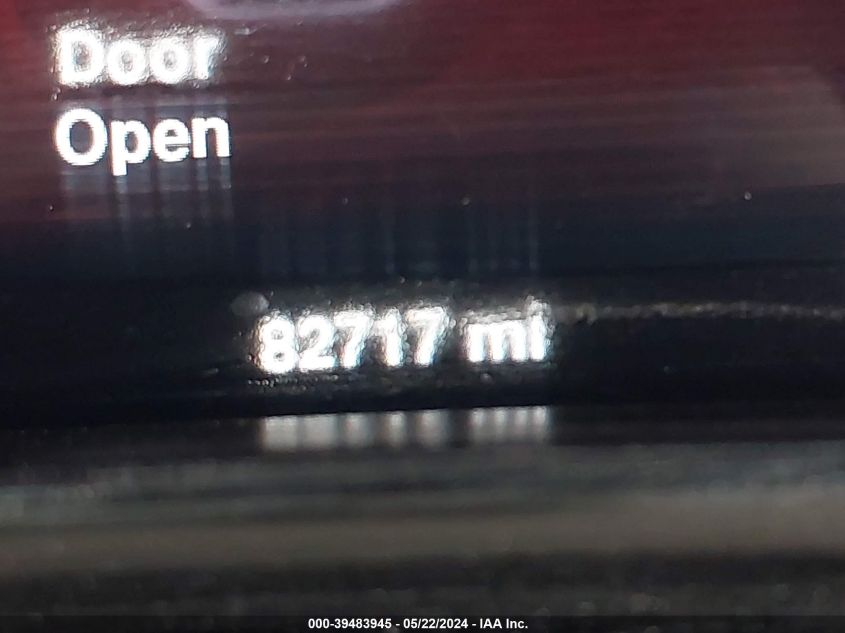 Door
Open
82717 mi
000-39483945 - 05/22/2024 - IAA Inc.